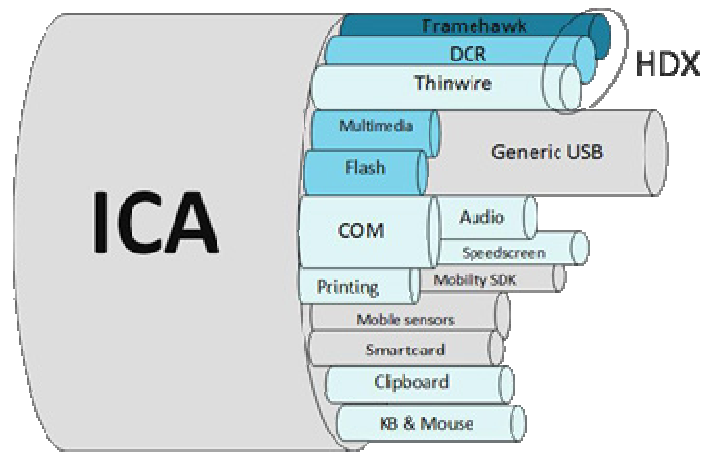 Framehawk
DCR
HDX
Thinwire
Multimedia
Generic USB
Flash
ICA
COM
Audio
Speedscreen
Printing
Mobility SDK
Mobile sensors
Smartcard
Clipboard
KB & Mouse